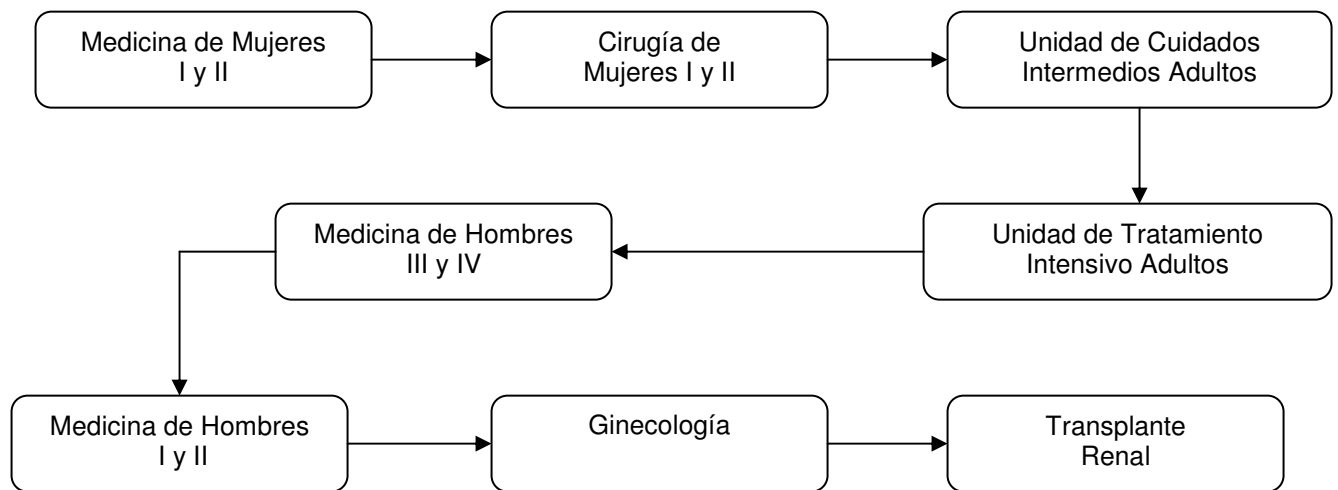 Medicina de Mujeres
I y II
Cirugía de
Mujeres I y II
Unidad de Cuidados
Intermedios Adultos
Unidad de Tratamiento
Intensivo Adultos
Medicina de Hombres
III y IV
Medicina de Hombres
I y II
Ginecología
Transplante
Renal